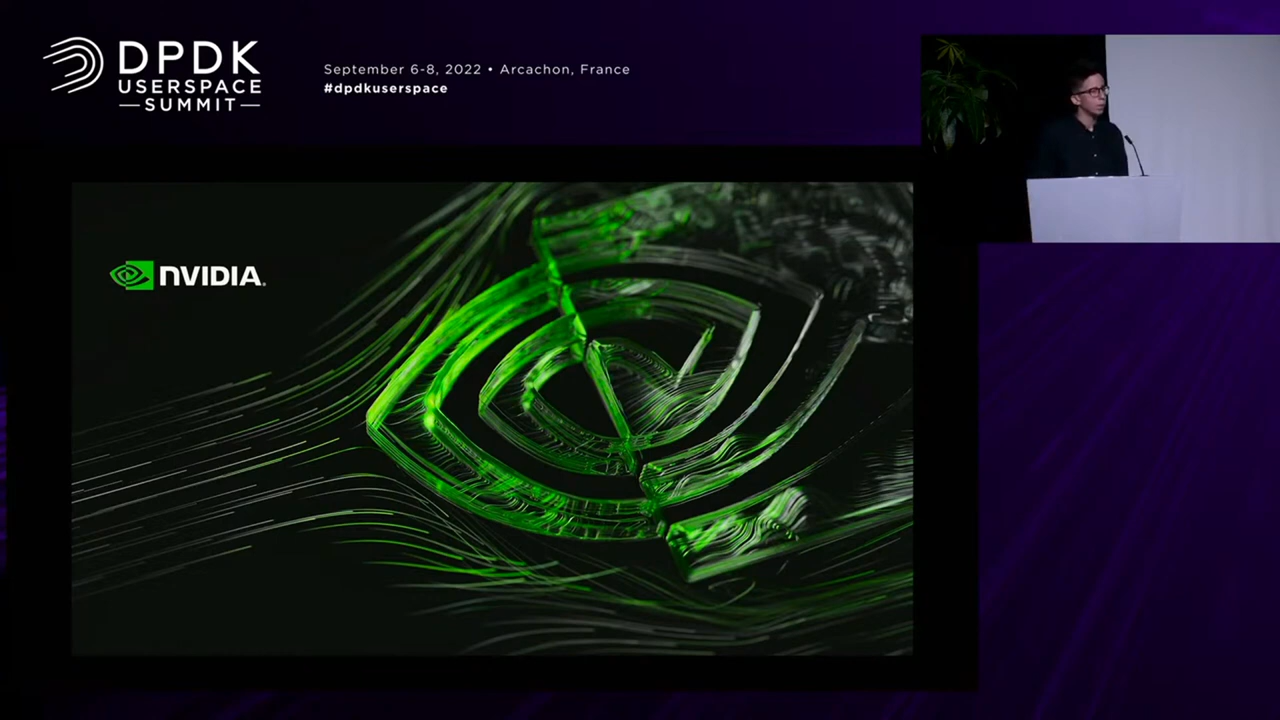 DPDK
USERSPACE
SUMMIT
September 6-8, 2022 • Arcachon, France
#dpdkuserspace
NVIDIA.